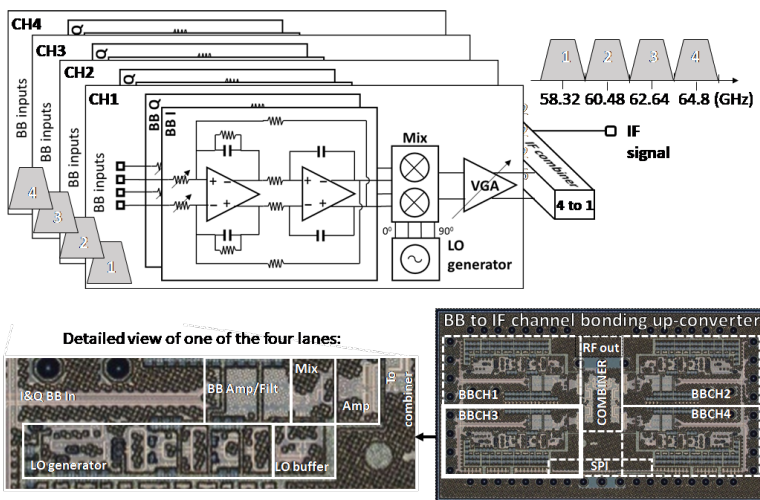 CH4
Q
CH3
Q
CH2
Q
CH1
BB inputs
BB inputs
BB inputs
BB inputs
BB Q
BB I
4
3
2
1
+ −
− +
+ −
− +
Mix
0⁰ 90⁰
LO
generator
VGA
IF combiner
4 to 1
IF
signal
1 2 3 4
58.32 60.48 62.64 64.8 (GHz)
Detailed view of one of the four lanes:
I&Q BB In
BB Amp/Filt
Mix
Amp
To
combiner
LO generator
LO buffer
BB to IF channel bonding up-converter
RF out
COMBINER
BBCH1
BBCH2
BBCH3
BBCH4
SPI